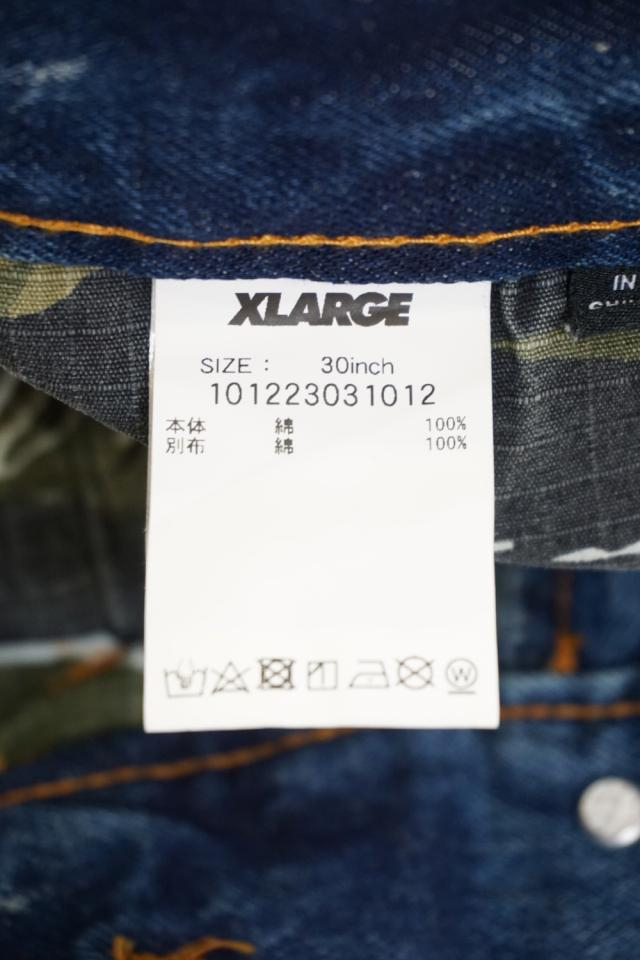 XLARGE
SIZE : 30inch
101223031012
本体 綿 100%
別布 綿 100%
W
IN